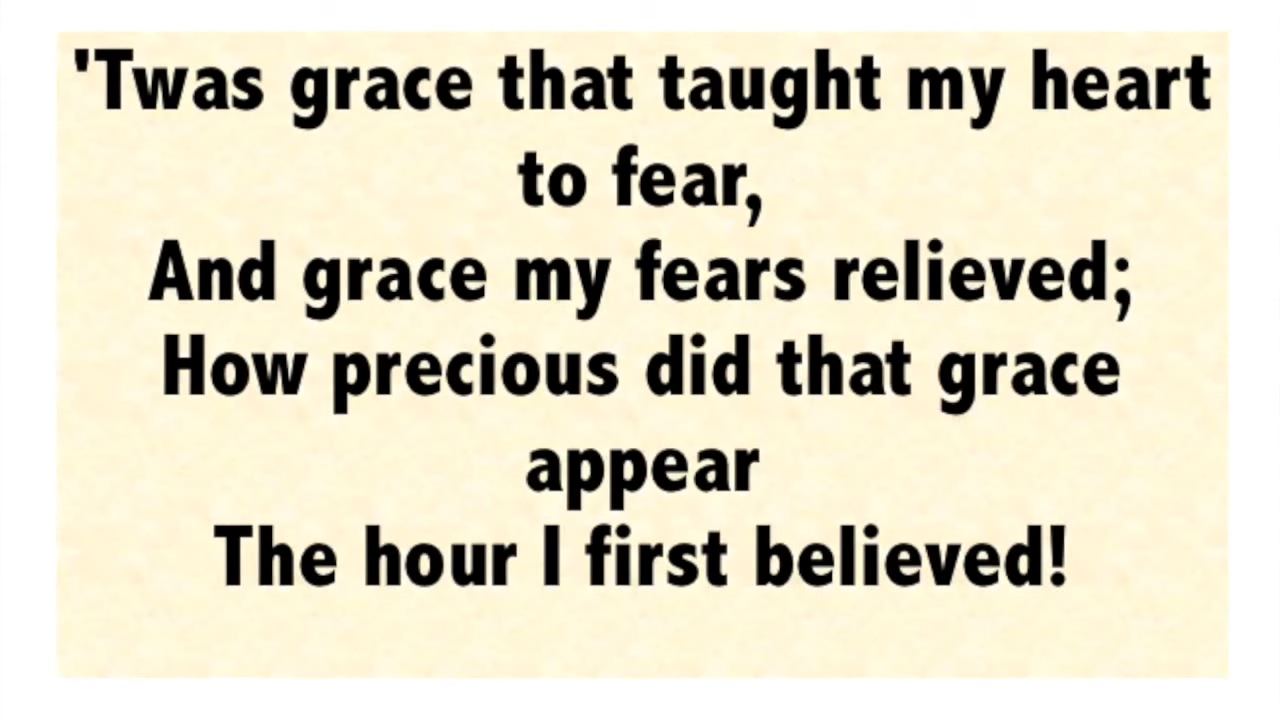 'Twas grace that taught my heart
to fear,
And grace my fears relieved;
How precious did that grace
appear
The hour I first believed!